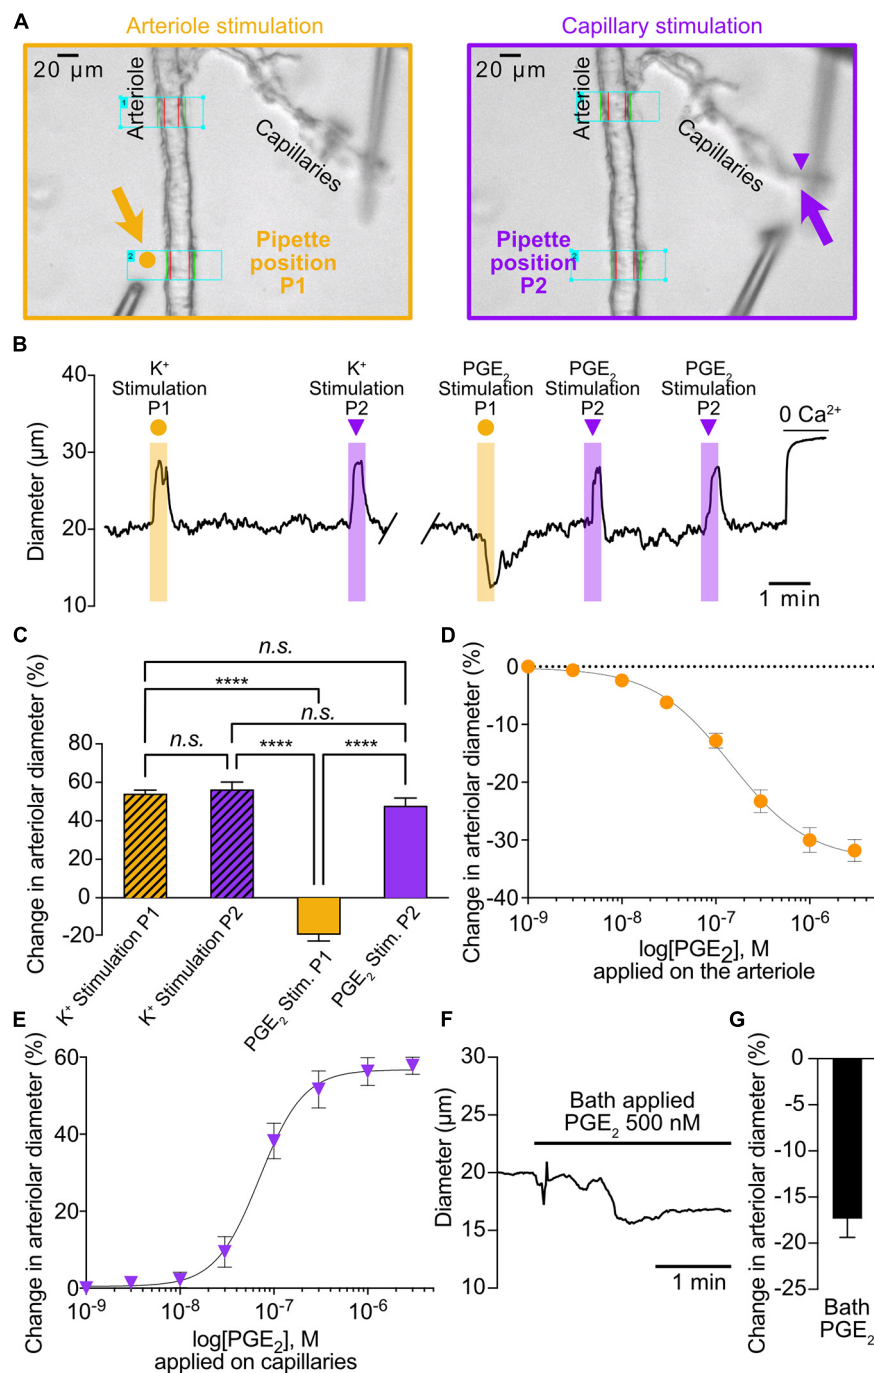 A
Arteriole stimulation
Capillary stimulation
20 µm
Arteriole
Capillaries
1
2
Pipette
position
P1
20 µm
Arteriole
Capillaries
2
Pipette
position
P2
B
K⁺
Stimulation
P1
K⁺
Stimulation
P2
PGE₂
Stimulation
P1
PGE₂
Stimulation
P2
PGE₂
Stimulation
P2
0 Ca²⁺
Diameter (µm)
40
30
20
10
1 min
C
Change in arteriolar diameter (%)
80
60
40
20
0
-20
n.s.
****
n.s.
n.s.
****
****
K⁺ Stimulation P1
K⁺ Stimulation P2
PGE₂ Stim. P1
PGE₂ Stim. P2
D
Change in arteriolar diameter (%)
0
-10
-20
-30
-40
10⁻⁹
10⁻⁸
10⁻⁷
10⁻⁶
log[PGE₂], M
applied on the arteriole
E
Change in arteriolar diameter (%)
60
40
20
0
10⁻⁹
10⁻⁸
10⁻⁷
10⁻⁶
log[PGE₂], M
applied on capillaries
F
Diameter (µm)
30
25
20
15
10
Bath applied
PGE₂ 500 nM
1 min
G
Change in arteriolar diameter (%)
0
-5
-10
-15
-20
-25
Bath
PGE₂